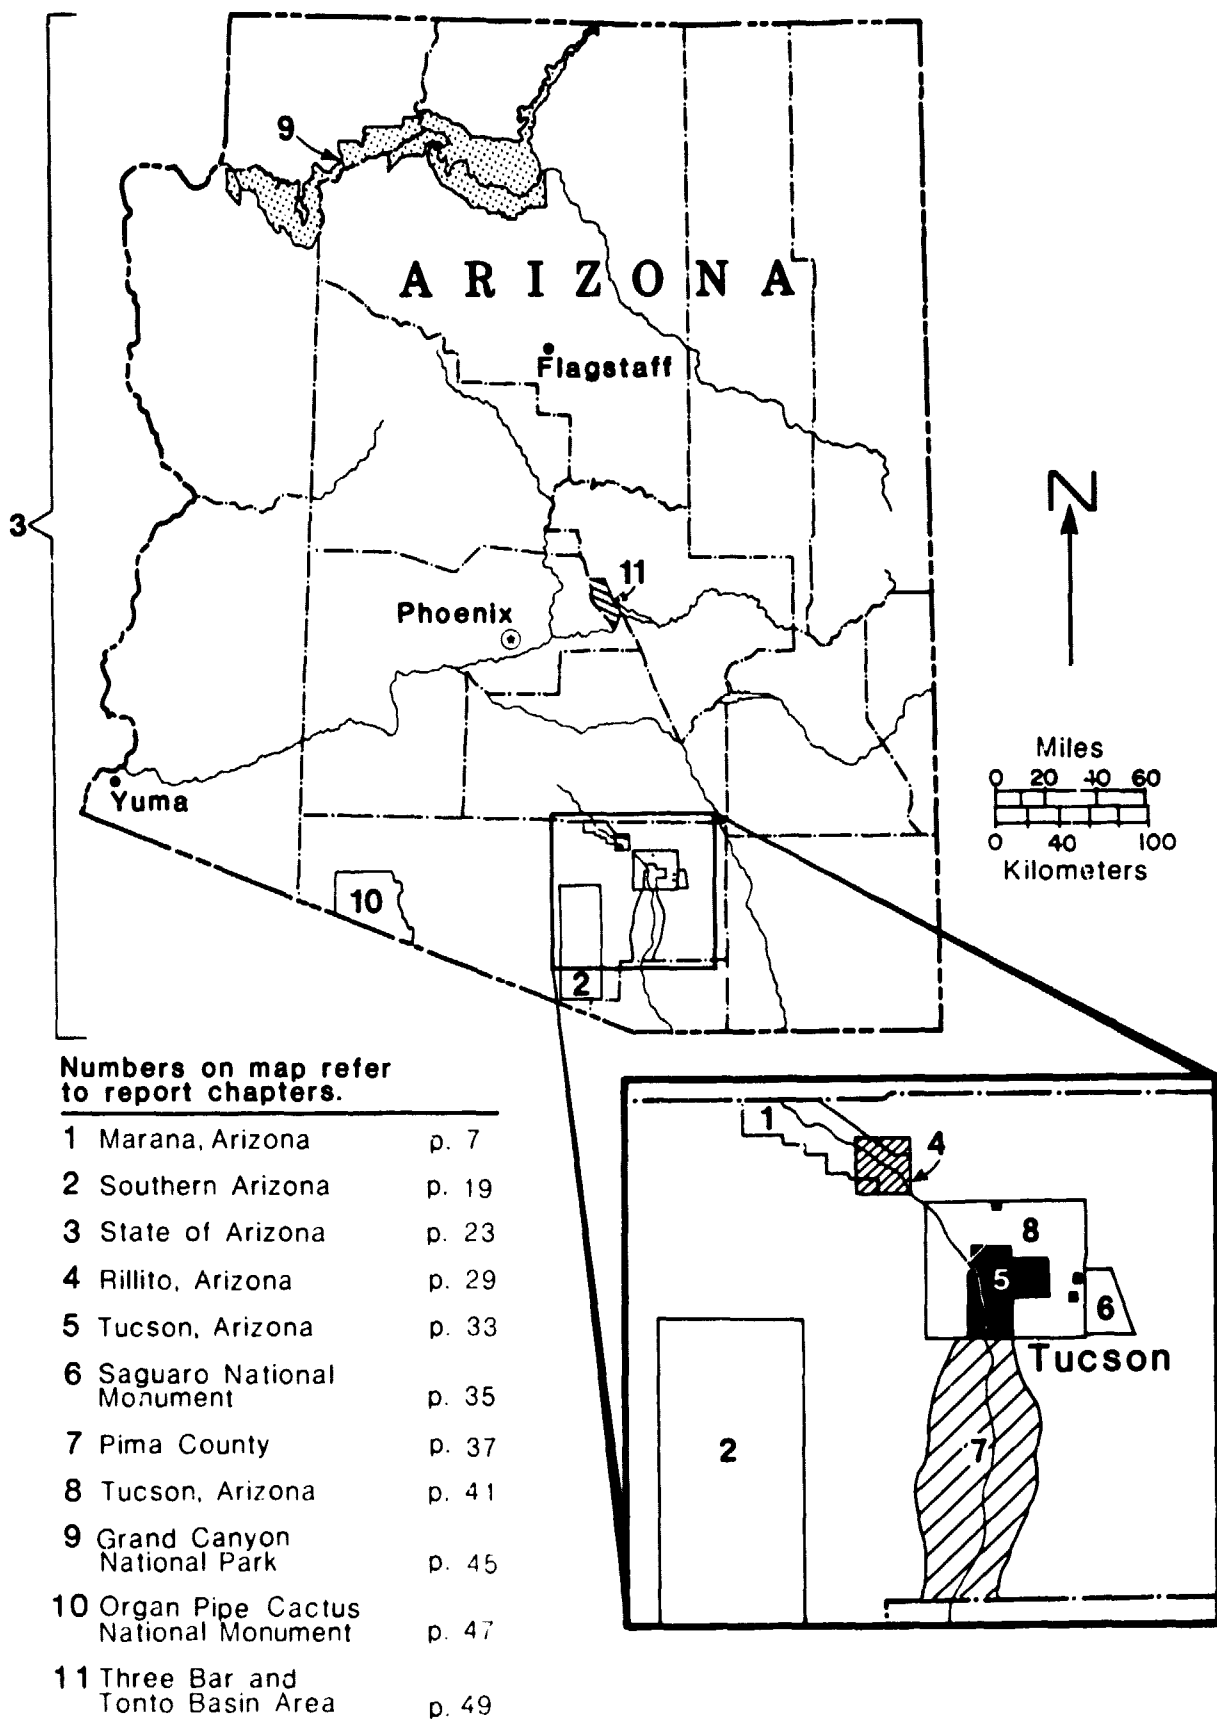 9
ARIZONA
Flagstaff
3
N
11
Phoenix
Miles
0 20 40 60
0 40 100
Kilometers
Yuma
10
2
Numbers on map refer
to report chapters.
1 Marana, Arizona p. 7
2 Southern Arizona p. 19
3 State of Arizona p. 23
4 Rillito, Arizona p. 29
5 Tucson, Arizona p. 33
6 Saguaro National
Monument p. 35
7 Pima County p. 37
8 Tucson, Arizona p. 41
9 Grand Canyon
National Park p. 45
10 Organ Pipe Cactus
National Monument p. 47
11 Three Bar and
Tonto Basin Area p. 49
1
4
8
5
6
Tucson
2
7